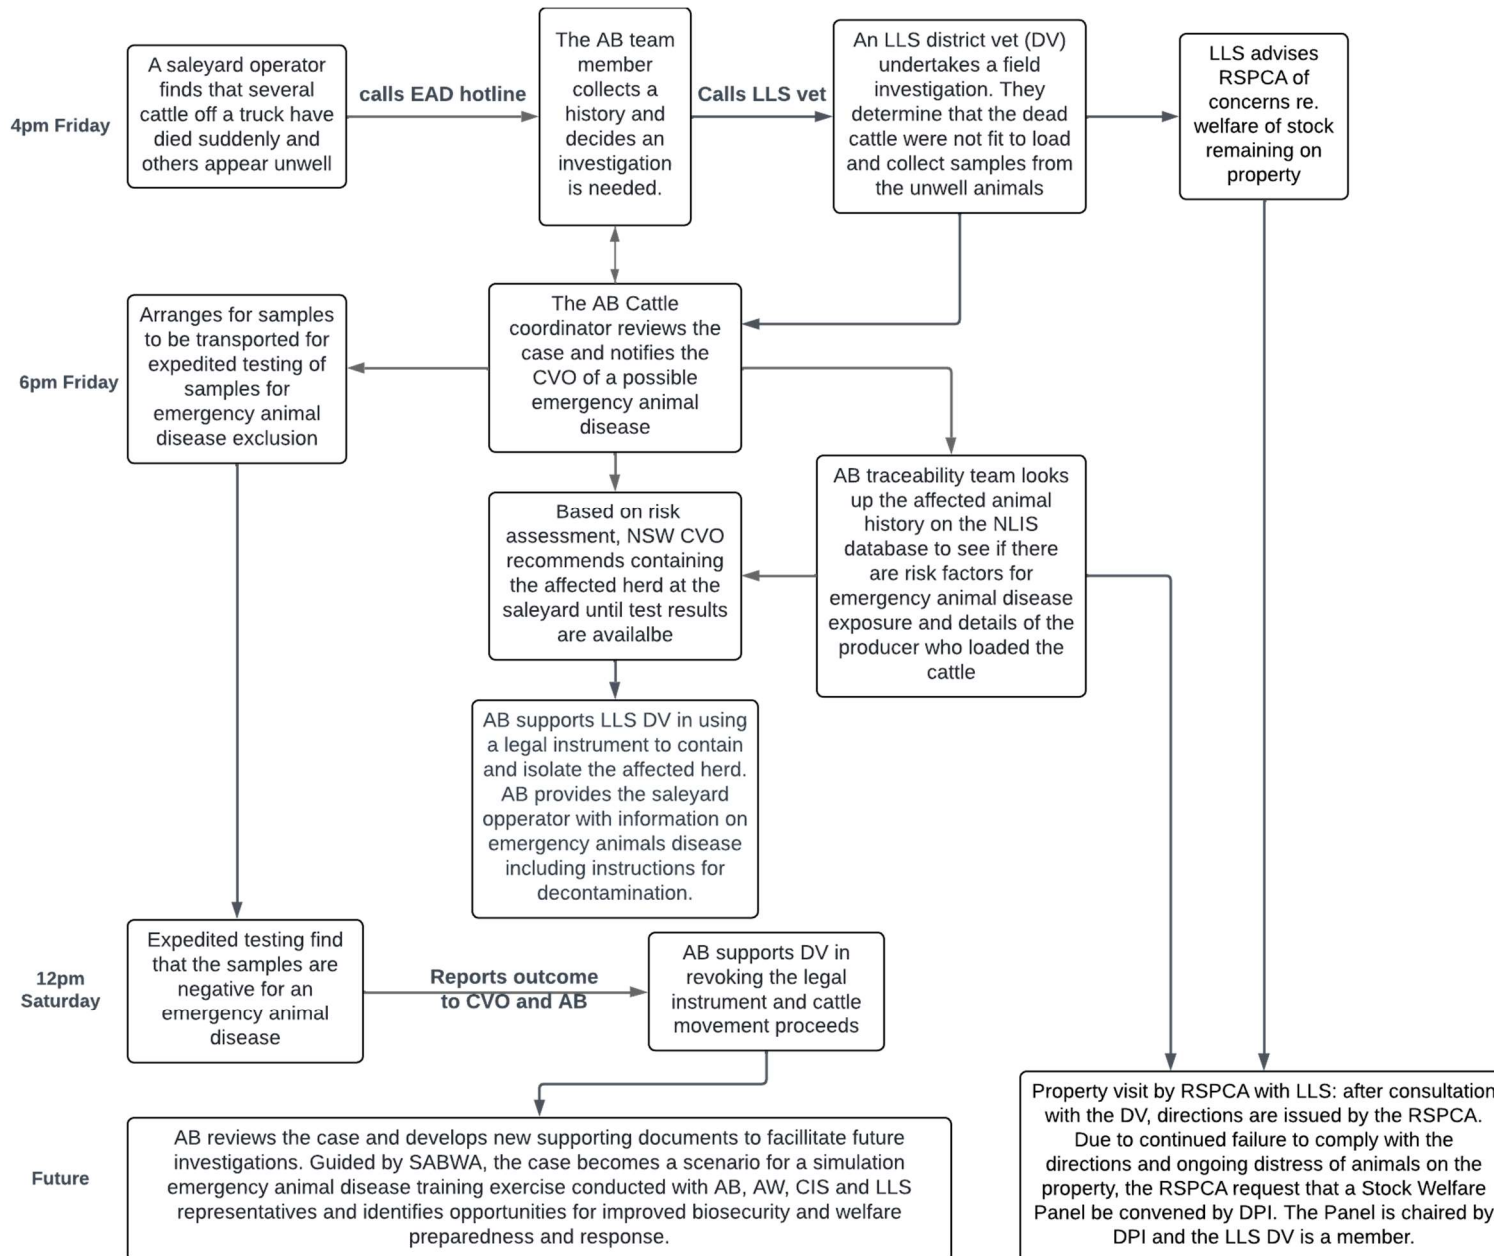 4pm Friday
A saleyard operator
finds that several
cattle off a truck have
died suddenly and
others appear unwell
calls EAD hotline
The AB team
member
collects a
history and
decides an
investigation
is needed.
Calls LLS vet
An LLS district vet (DV)
undertakes a field
investigation. They
determine that the dead
cattle were not fit to load
and collect samples from
the unwell animals
LLS advises
RSPCA of
concerns re.
welfare of stock
remaining on
property
6pm Friday
Arranges for samples
to be transported for
expedited testing of
samples for
emergency animal
disease exclusion
The AB Cattle
coordinator reviews the
case and notifies the
CVO of a possible
emergency animal
disease
Based on risk
assessment, NSW CVO
recommends containing
the affected herd at the
saleyard until test results
are availalbe
AB traceability team looks
up the affected animal
history on the NLIS
database to see if there
are risk factors for
emergency animal disease
exposure and details of the
producer who loaded the
cattle
AB supports LLS DV in using
a legal instrument to contain
and isolate the affected herd.
AB provides the saleyard
opperator with information on
emergency animals disease
including instructions for
decontamination.
12pm
Saturday
Expedited testing find
that the samples are
negative for an
emergency animal
disease
Reports outcome
to CVO and AB
AB supports DV in
revoking the legal
instrument and cattle
movement proceeds
Future
AB reviews the case and develops new supporting documents to facillitate future
investigations. Guided by SABWA, the case becomes a scenario for a simulation
emergency animal disease training exercise conducted with AB, AW, CIS and LLS
representatives and identifies opportunities for improved biosecurity and welfare
preparedness and response.
Property visit by RSPCA with LLS: after consultation
with the DV, directions are issued by the RSPCA.
Due to continued failure to comply with the
directions and ongoing distress of animals on the
property, the RSPCA request that a Stock Welfare
Panel be convened by DPI. The Panel is chaired by
DPI and the LLS DV is a member.